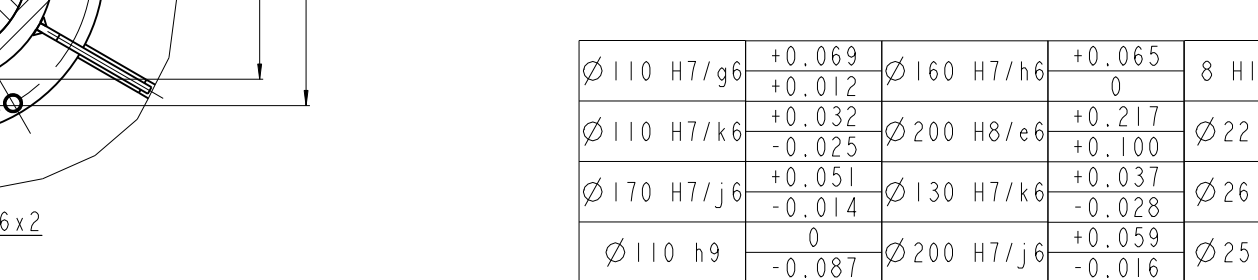 Ø110 H7/g6 +0.069 Ø160 H7/h6 +0.065 8 H1
+0.012 0
Ø110 H7/k6 +0.032 Ø200 H8/e6 +0.217 Ø22
-0.025 +0.100
Ø170 H7/j6 +0.051 Ø130 H7/k6 +0.037 Ø26
-0.014 -0.028
6x2
Ø110 h9 0 Ø200 H7/j6 +0.059 Ø25
-0.087 -0.016